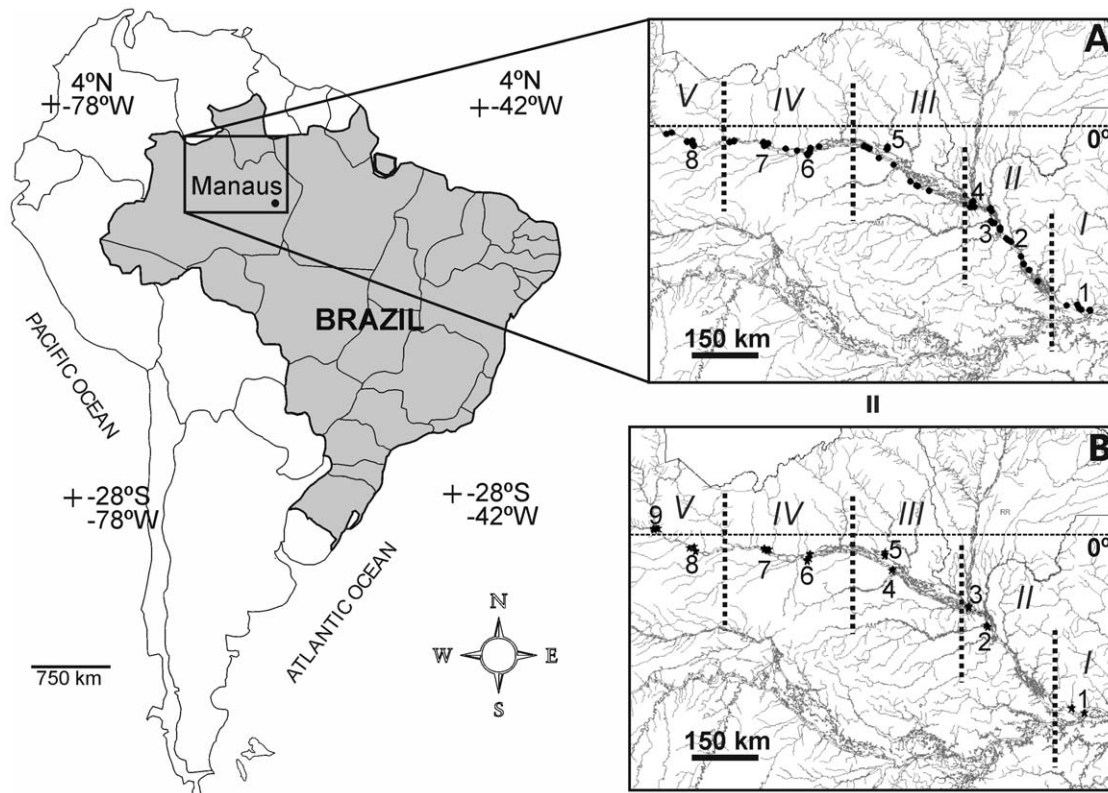 4ºN
-78ºW
4ºN
-42ºW
Manaus
BRAZIL
PACIFIC OCEAN
-28ºS
-78ºW
-28ºS
-42ºW
ATLANTIC OCEAN
750 km
N
W E
S
A
V IV III
RR
0º
5
8 7 6
4 II
3
AM
2
I
1
150 km
II
B
V IV III
RR
9
0º
8 7 6 5
4
3 II
AM
2
I
1
150 km